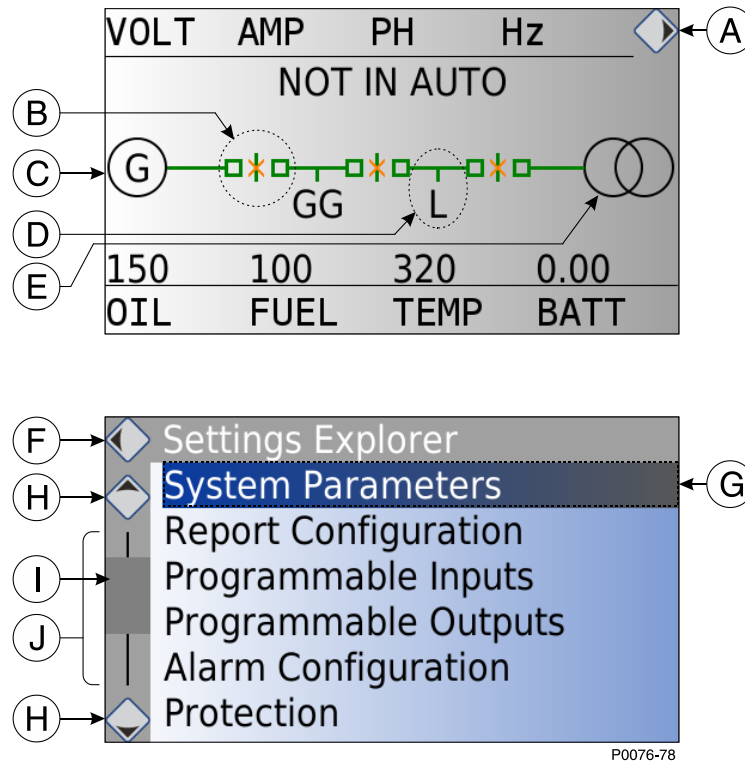 VOLT AMP PH Hz
A
NOT IN AUTO
B
C
G
GG L
D
E
150 100 320 0.00
OIL FUEL TEMP BATT
F
Settings Explorer
H
System Parameters
G
Report Configuration
I
Programmable Inputs
J
Programmable Outputs
Alarm Configuration
H
Protection
P0076-78